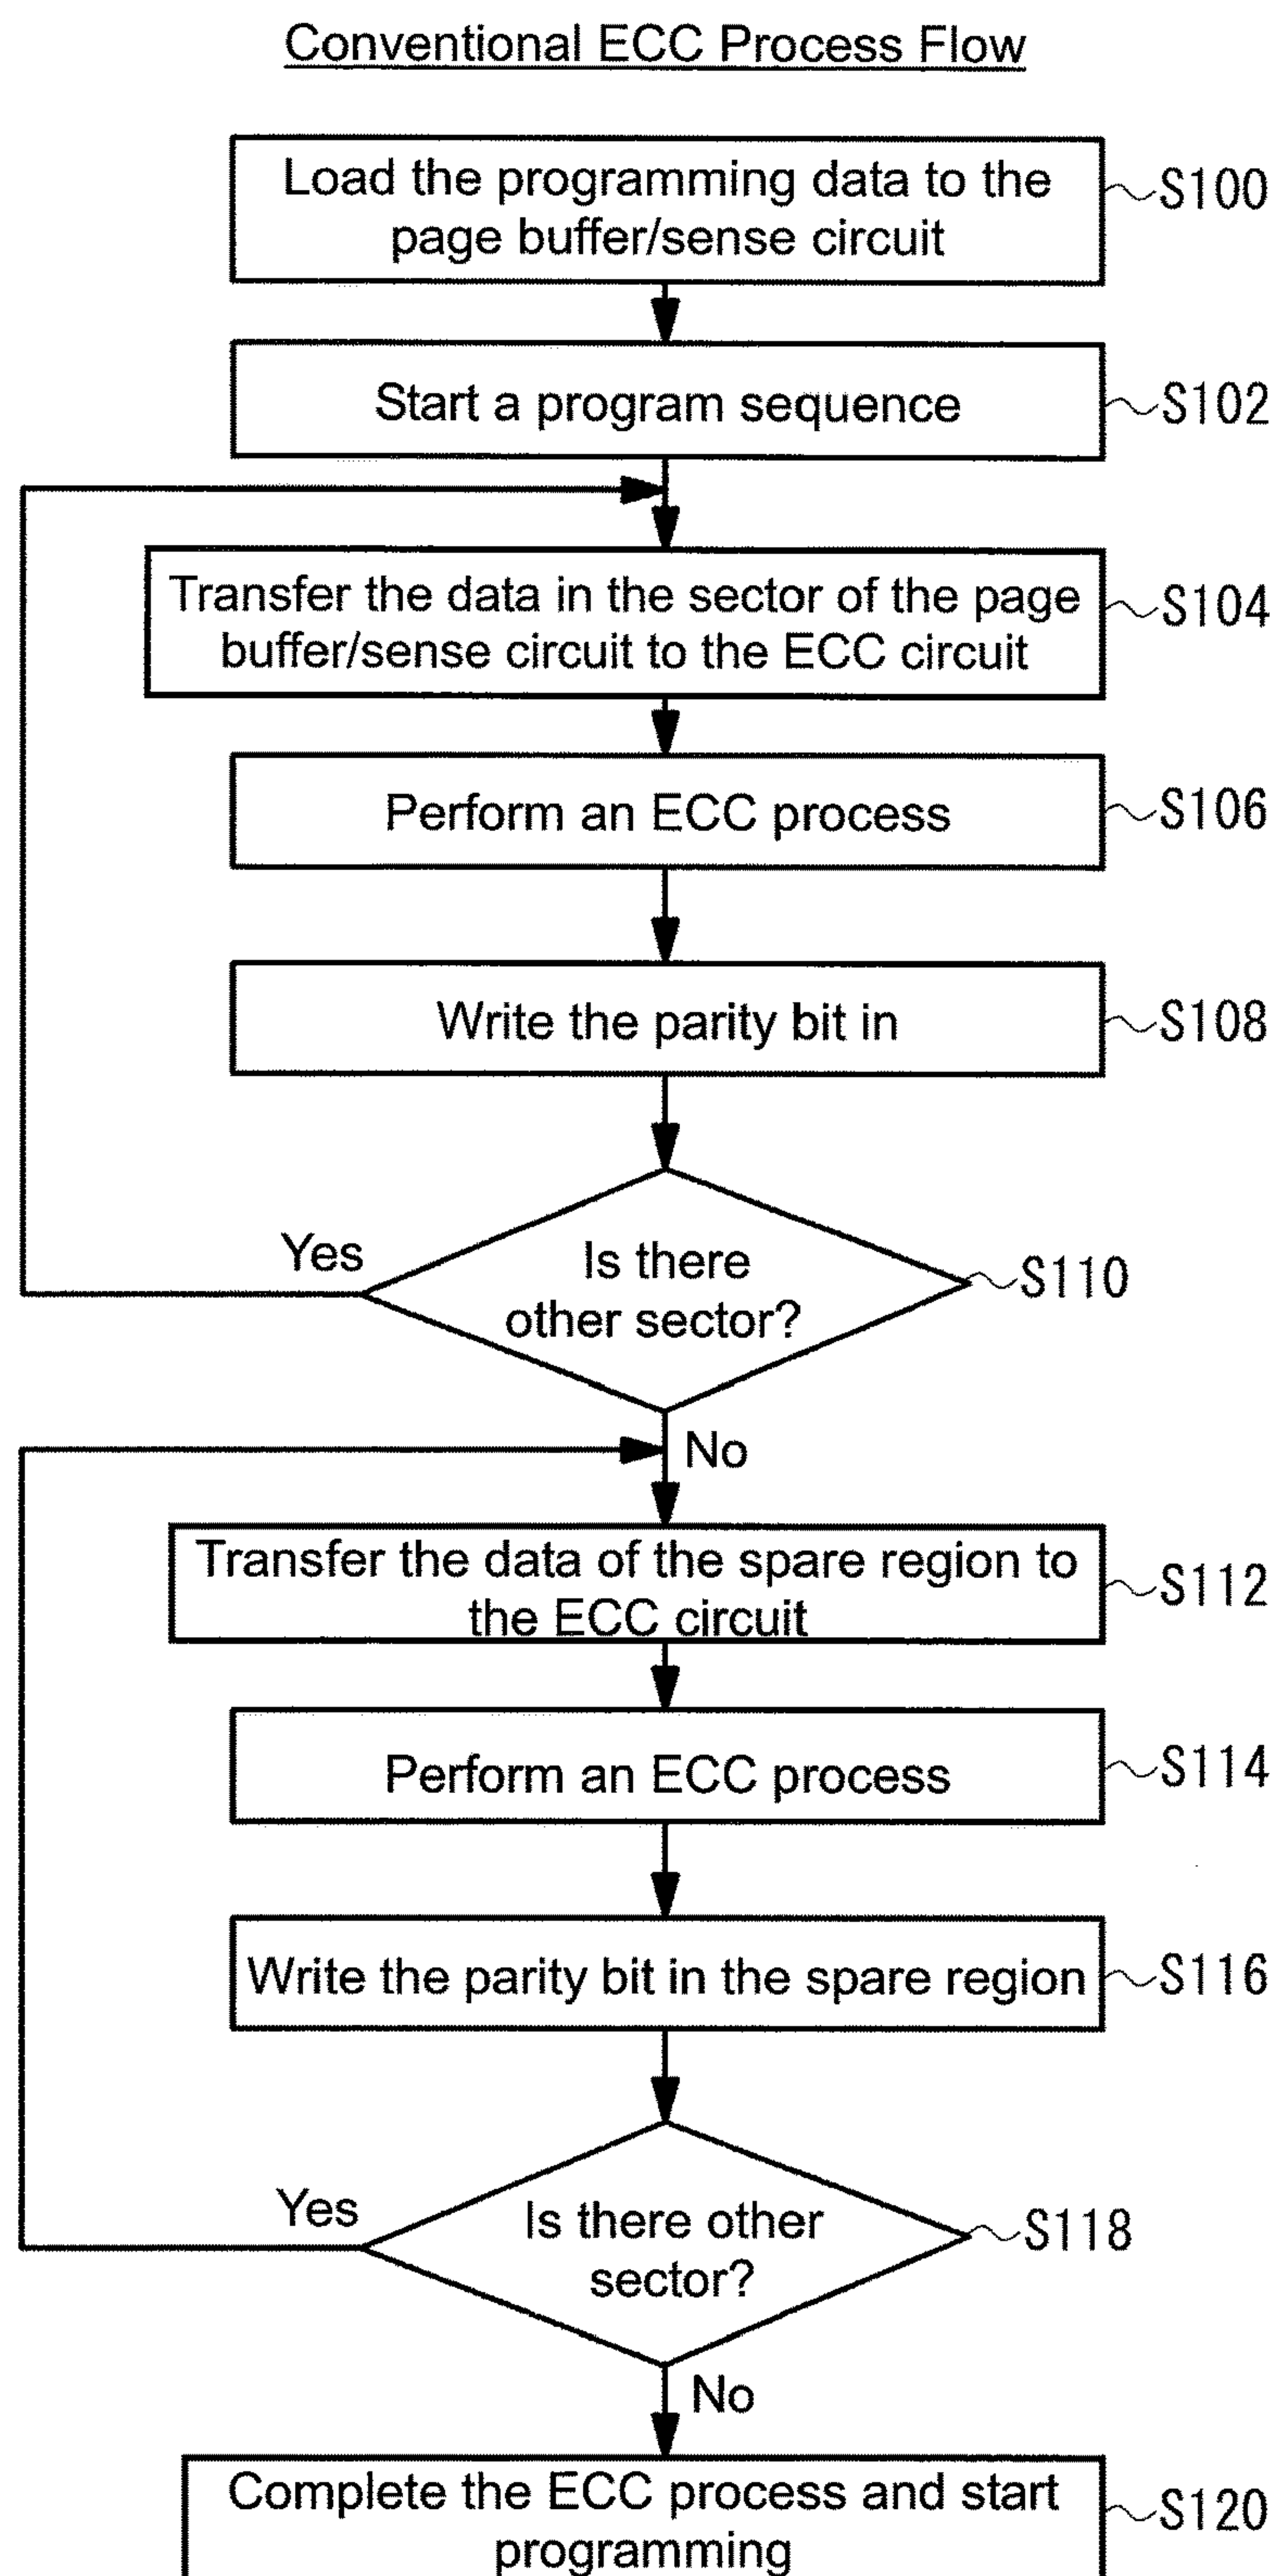 Conventional ECC Process Flow
Load the programming data to the
page buffer/sense circuit
S100
Start a program sequence
S102
Transfer the data in the sector of the page
buffer/sense circuit to the ECC circuit
S104
Perform an ECC process
S106
Write the parity bit in
S108
Yes
Is there
other sector?
S110
No
Transfer the data of the spare region to
the ECC circuit
S112
Perform an ECC process
S114
Write the parity bit in the spare region
S116
Yes
Is there other
sector?
S118
No
Complete the ECC process and start
programming
S120